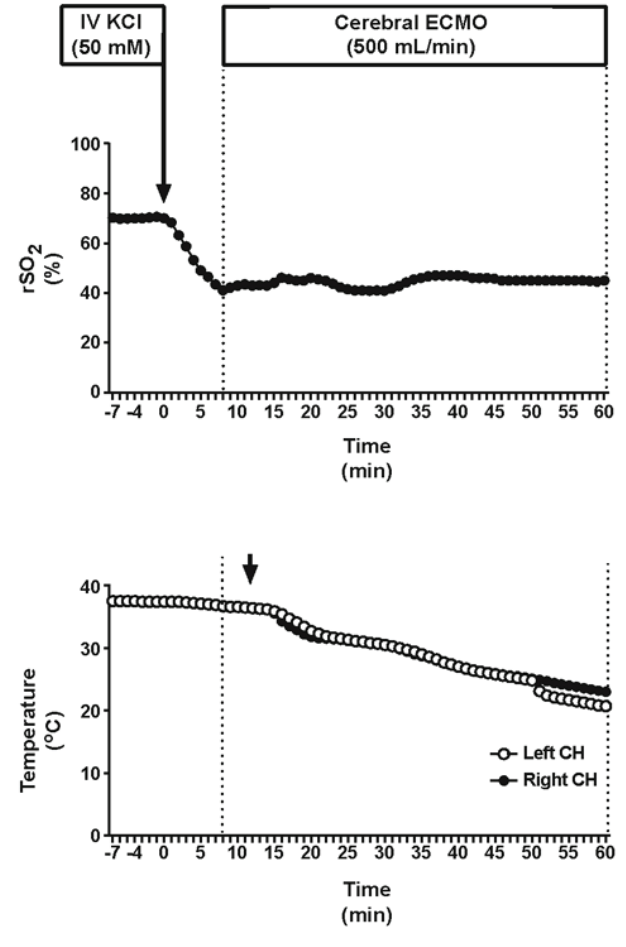 IV KCl
(50 mM)
Cerebral ECMO
(500 mL/min)
100
80
60
40
20
0
rSO2
(%)
-7 -4 0 5 10 15 20 25 30 35 40 45 50 55 60
Time
(min)
40
30
20
10
0
Temperature
(oC)
Left CH
Right CH
-7 -4 0 5 10 15 20 25 30 35 40 45 50 55 60
Time
(min)